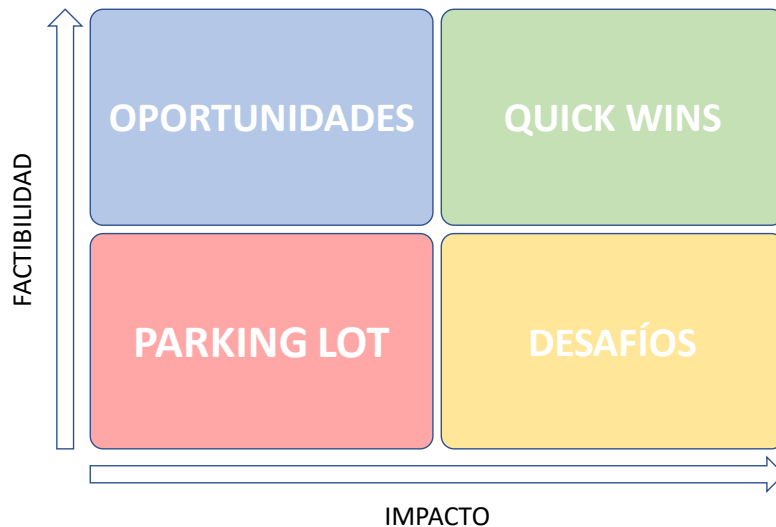 OPORTUNIDADES
QUICK WINS
FACTIBILIDAD
PARKING LOT
DESAFÍOS
IMPACTO